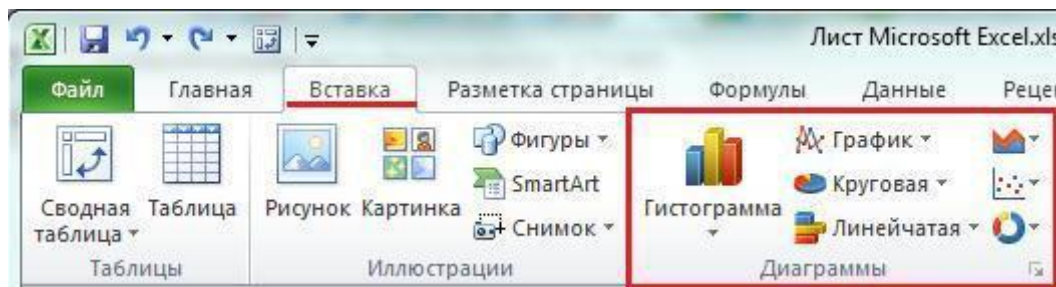 Лист Microsoft Excel.xls
Файл Главная Вставка Разметка страницы Формулы Данные Рецен
Сводная таблица
Таблица
Рисунок
Картинка
Фигуры
SmartArt
Снимок
Гистограмма
График
Круговая
Линейчатая
Таблицы Иллюстрации Диаграммы